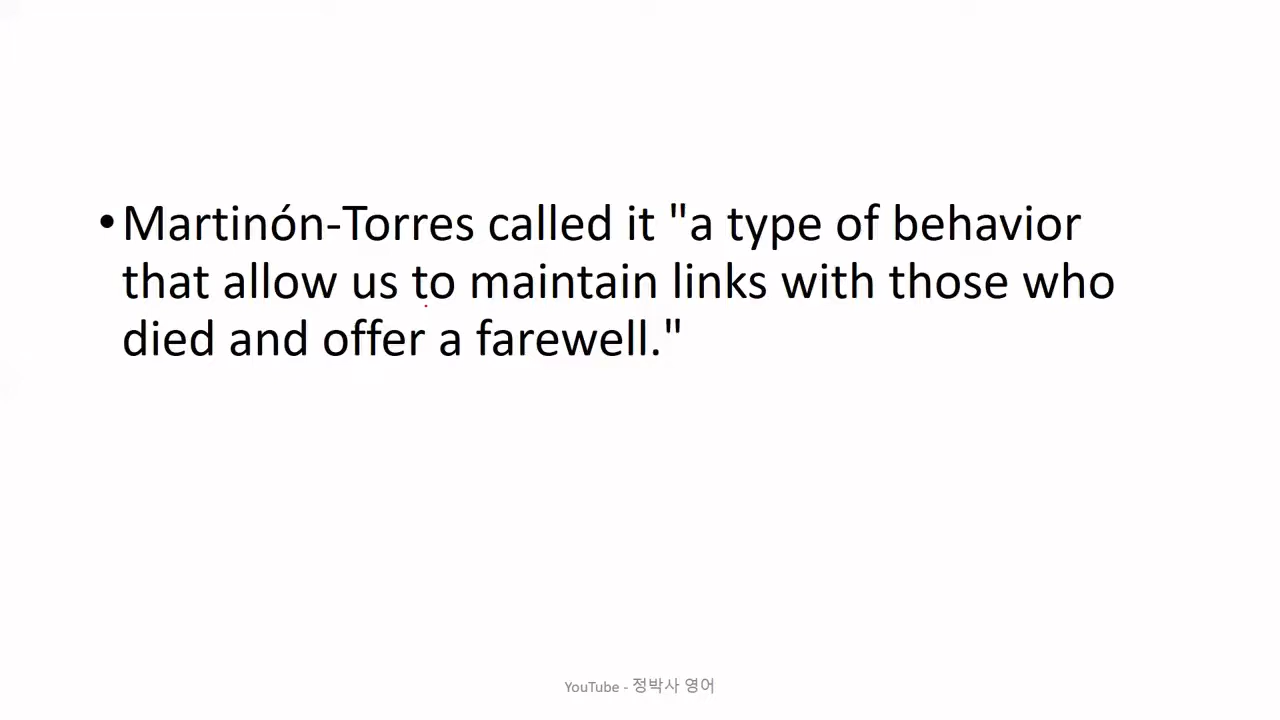 •Martinón-Torres called it "a type of behavior
that allow us to maintain links with those who
died and offer a farewell."
YouTube - 정박사 영어